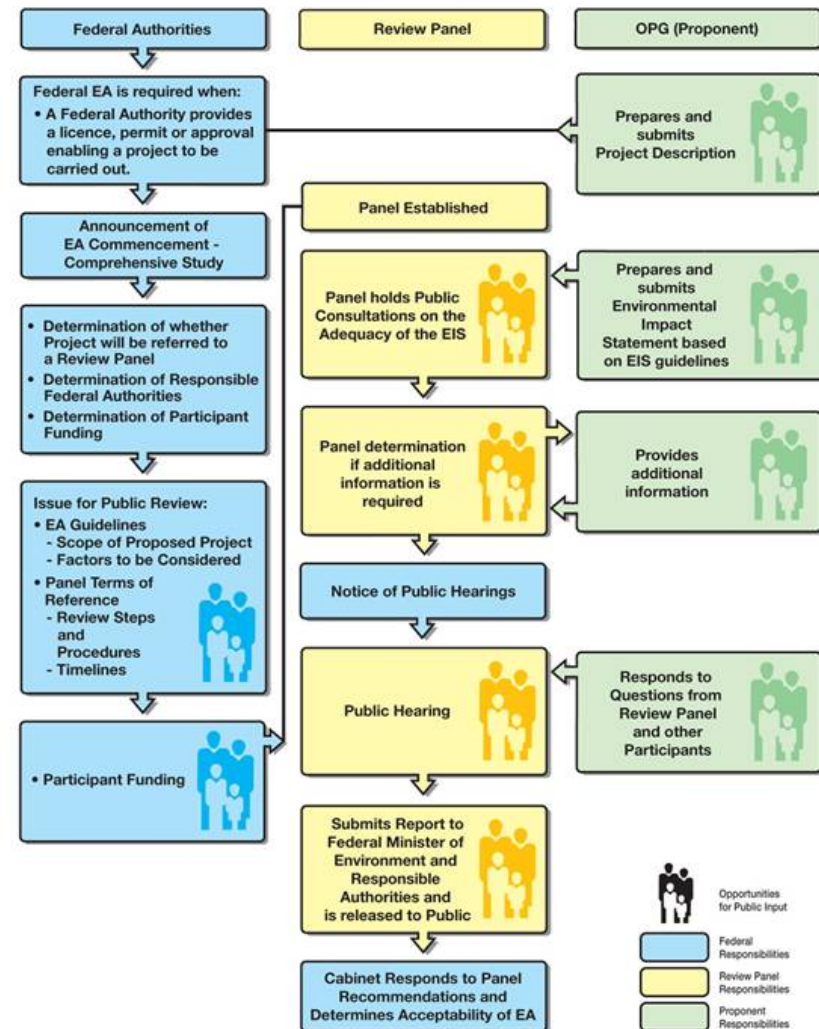 Federal Authorities
Federal EA is required when:
• A Federal Authority provides
a licence, permit or approval
enabling a project to be
carried out.
Announcement of
EA Commencement -
Comprehensive Study
• Determination of whether
Project will be referred to
a Review Panel
• Determination of Responsible
Federal Authorities
• Determination of Participant
Funding
Issue for Public Review:
• EA Guidelines
- Scope of Proposed Project
- Factors to be Considered
• Panel Terms of
Reference
- Review Steps
and
Procedures
- Timelines
• Participant Funding
Review Panel
Panel Established
Panel holds Public
Consultations on the
Adequacy of the EIS
Panel determination
if additional
information is
required
Notice of Public Hearings
Public Hearing
Submits Report to
Federal Minister of
Environment and
Responsible
Authorities and
is released to Public
Cabinet Responds to Panel
Recommendations and
Determines Acceptability of EA
OPG (Proponent)
Prepares and
submits
Project Description
Prepares and
submits
Environmental
Impact
Statement based
on EIS guidelines
Provides
additional
information
Responds to
Questions from
Review Panel
and other
Participants
Opportunities
for Public Input
Federal
Responsibilities
Review Panel
Responsibilities
Proponent
Responsibilities